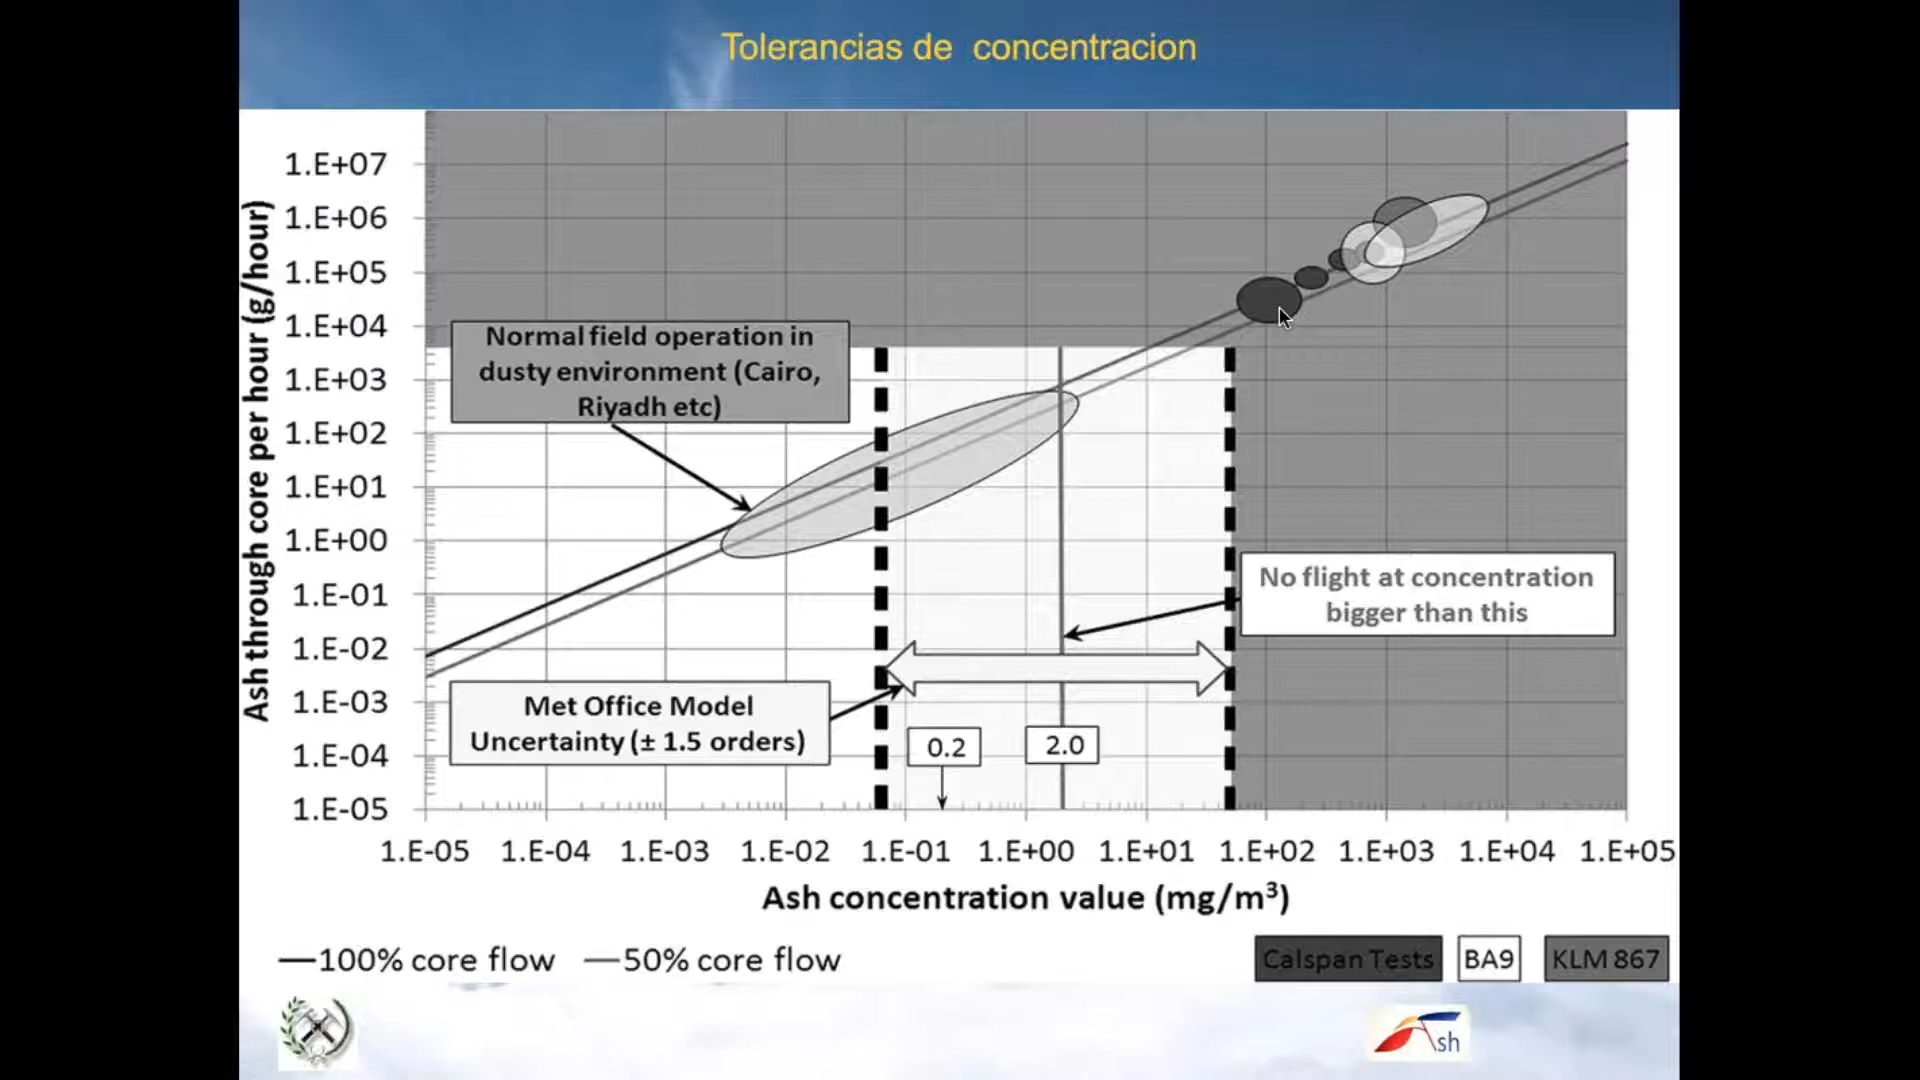 Tolerancias de concentracion
Ash through core per hour (g/hour)
1.E+07
1.E+06
1.E+05
1.E+04
1.E+03
1.E+02
1.E+01
1.E+00
1.E-01
1.E-02
1.E-03
1.E-04
1.E-05
Normal field operation in
dusty environment (Cairo,
Riyadh etc)
No flight at concentration
bigger than this
Met Office Model
Uncertainty (± 1.5 orders)
0.2
2.0
1.E-05 1.E-04 1.E-03 1.E-02 1.E-01 1.E+00 1.E+01 1.E+02 1.E+03 1.E+04 1.E+05
Ash concentration value (mg/m³)
100% core flow 50% core flow
Calspan Tests BA9 KLM 867
Ash